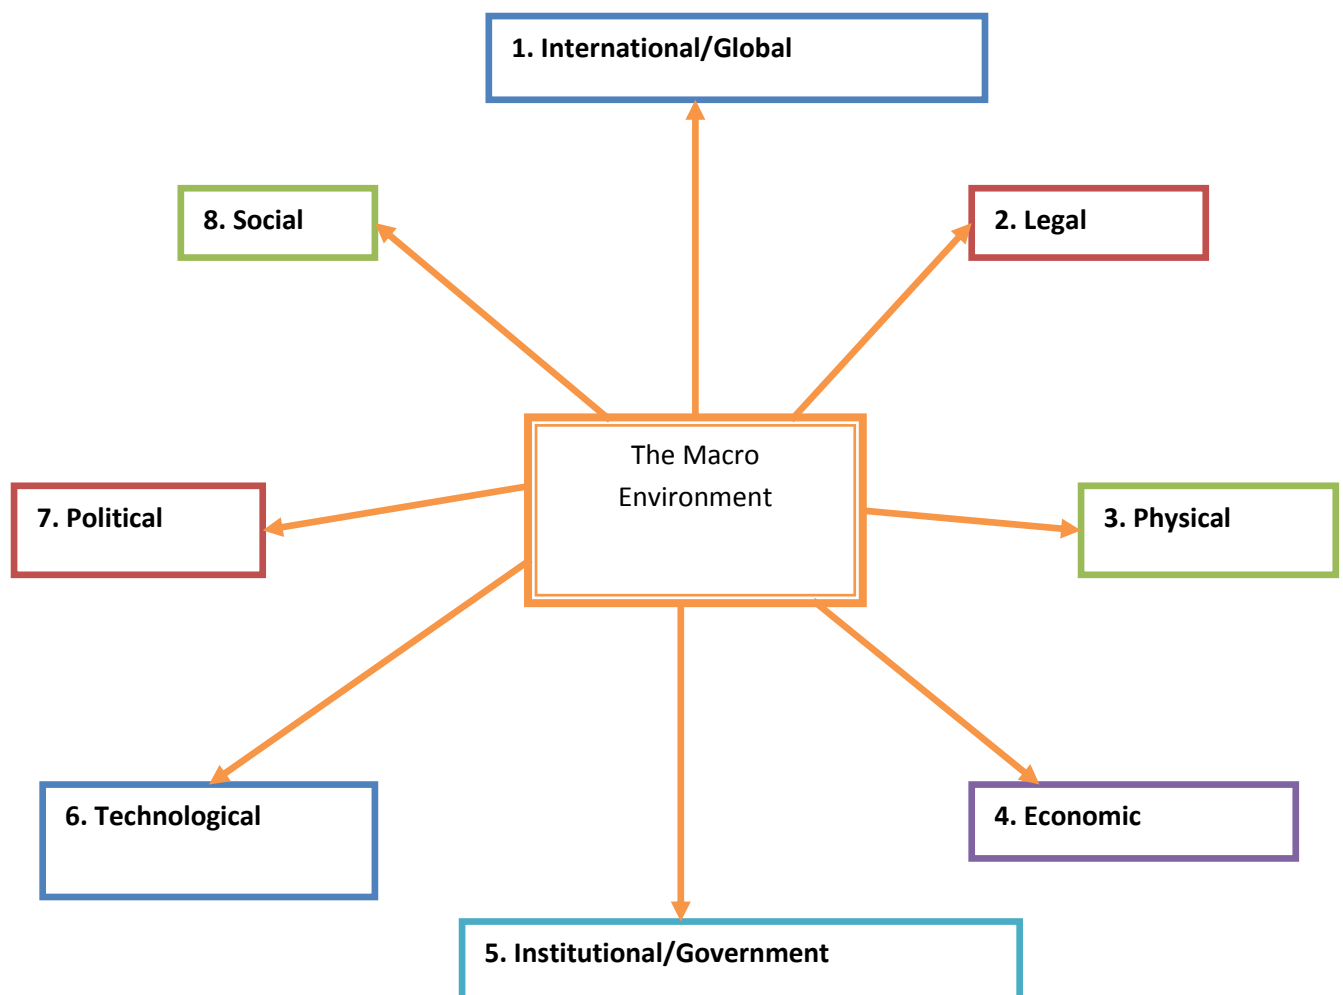 1. International/Global
8. Social
2. Legal
The Macro
Environment
7. Political
3. Physical
6. Technological
4. Economic
5. Institutional/Government